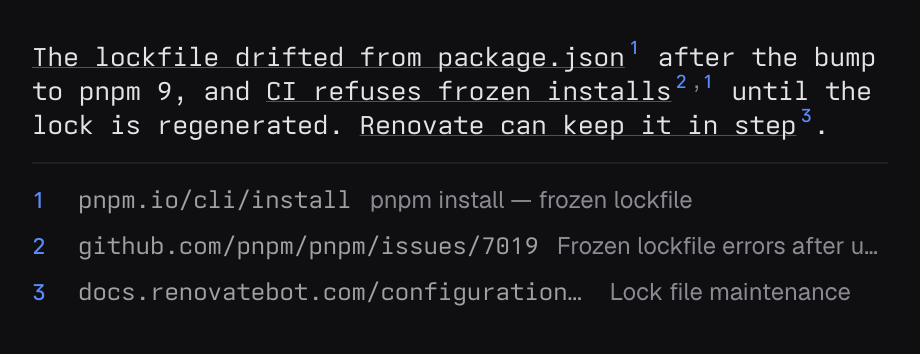 The lockfile drifted from package.json1 after the bump
to pnpm 9, and CI refuses frozen installs2,1 until the
lock is regenerated. Renovate can keep it in step3.
1 pnpm.io/cli/install pnpm install — frozen lockfile
2 github.com/pnpm/pnpm/issues/7019 Frozen lockfile errors after u…
3 docs.renovatebot.com/configuration… Lock file maintenance